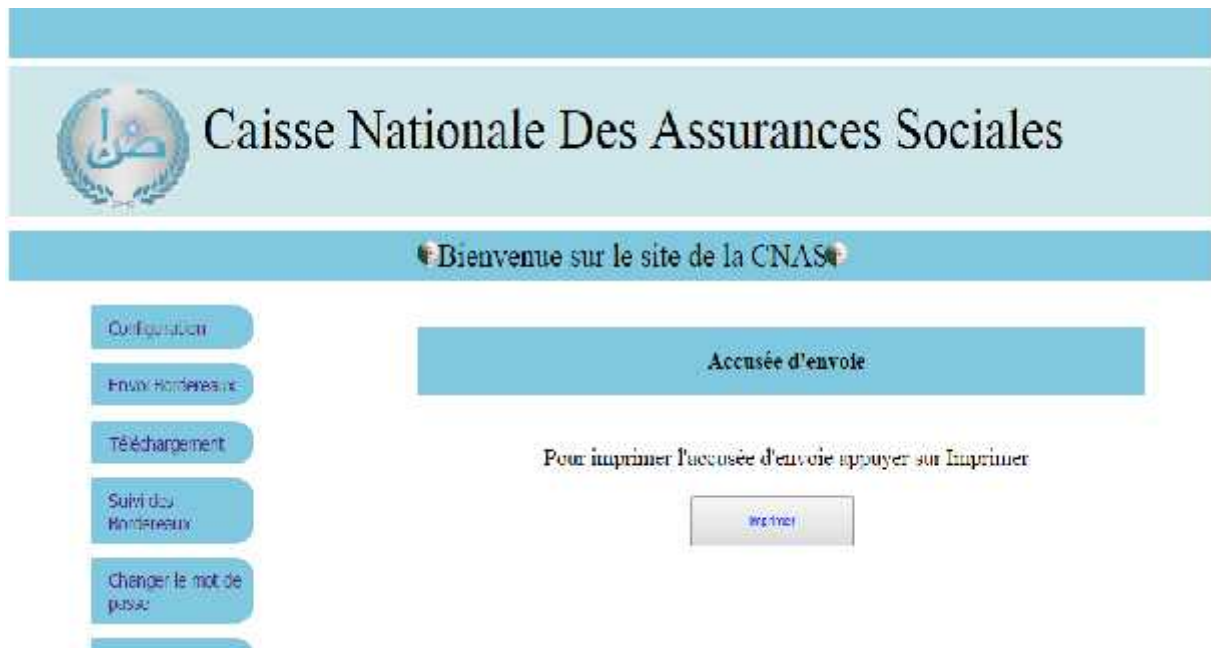 ض ا
Caisse Nationale Des Assurances Sociales
Bienvenue sur le site de la CNAS
Configuration
Envoi Bordereaux
Téléchargement
Suivi des
Bordereaux
Changer le mot de
passe
Accusée d'envoie
Pour imprimer l'accusée d'envoie appuyer sur Imprimer
Imprimer